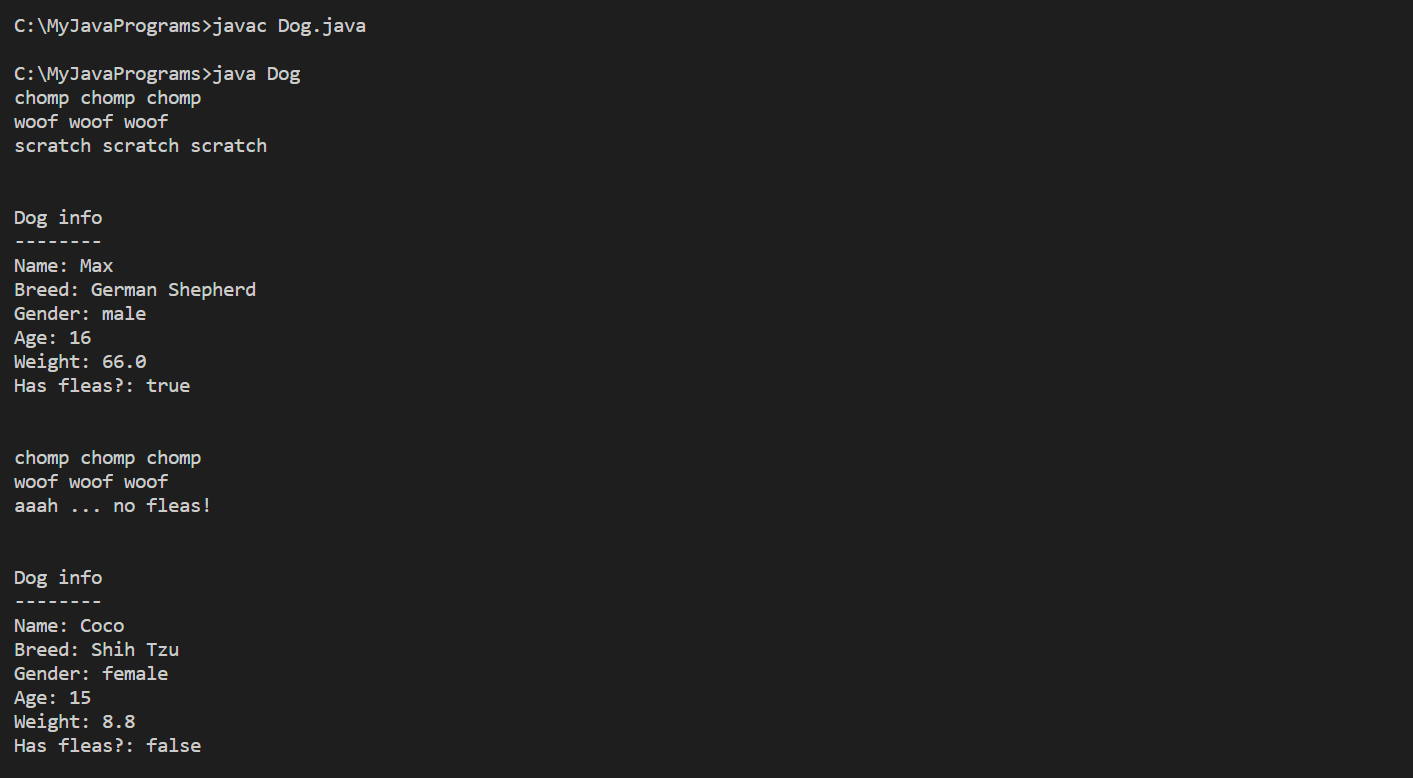 C:\MyJavaPrograms>javac Dog.java
C:\MyJavaPrograms>java Dog
chomp chomp chomp
woof woof woof
scratch scratch scratch
Dog info
--------
Name: Max
Breed: German Shepherd
Gender: male
Age: 16
Weight: 66.0
Has fleas?: true
chomp chomp chomp
woof woof woof
aaah ... no fleas!
Dog info
--------
Name: Coco
Breed: Shih Tzu
Gender: female
Age: 15
Weight: 8.8
Has fleas?: false